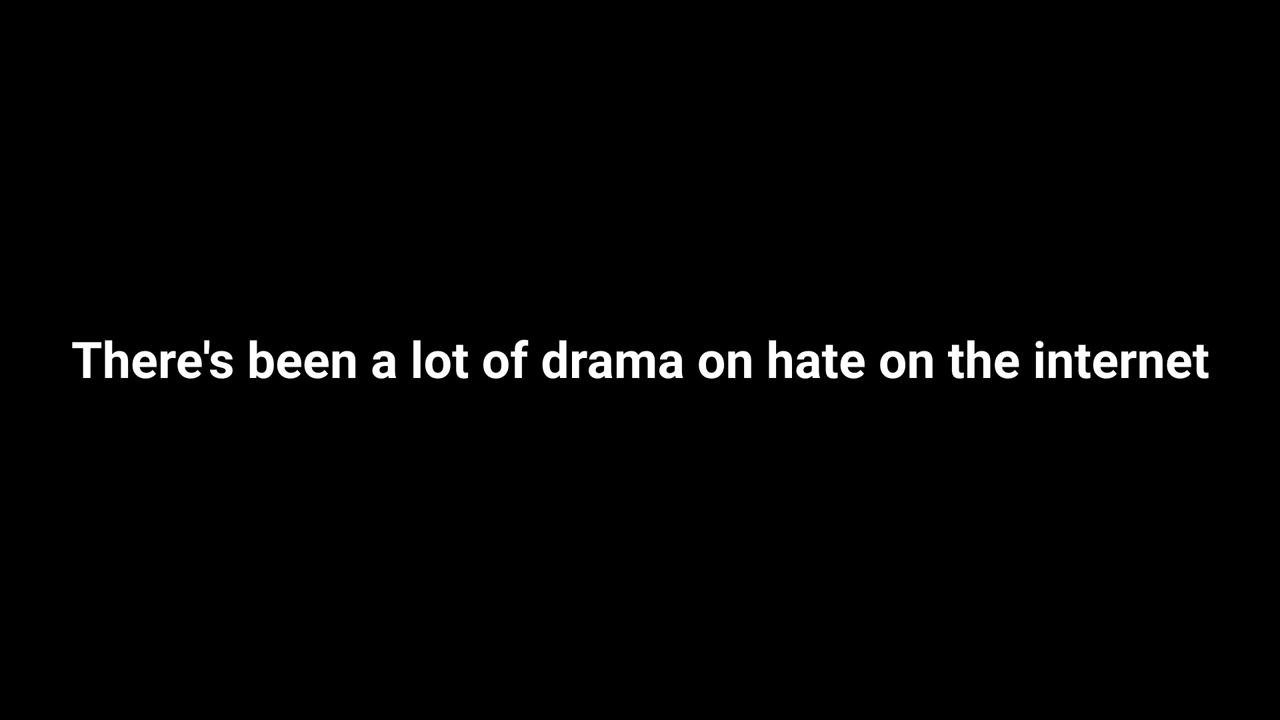 There's been a lot of drama on hate on the internet